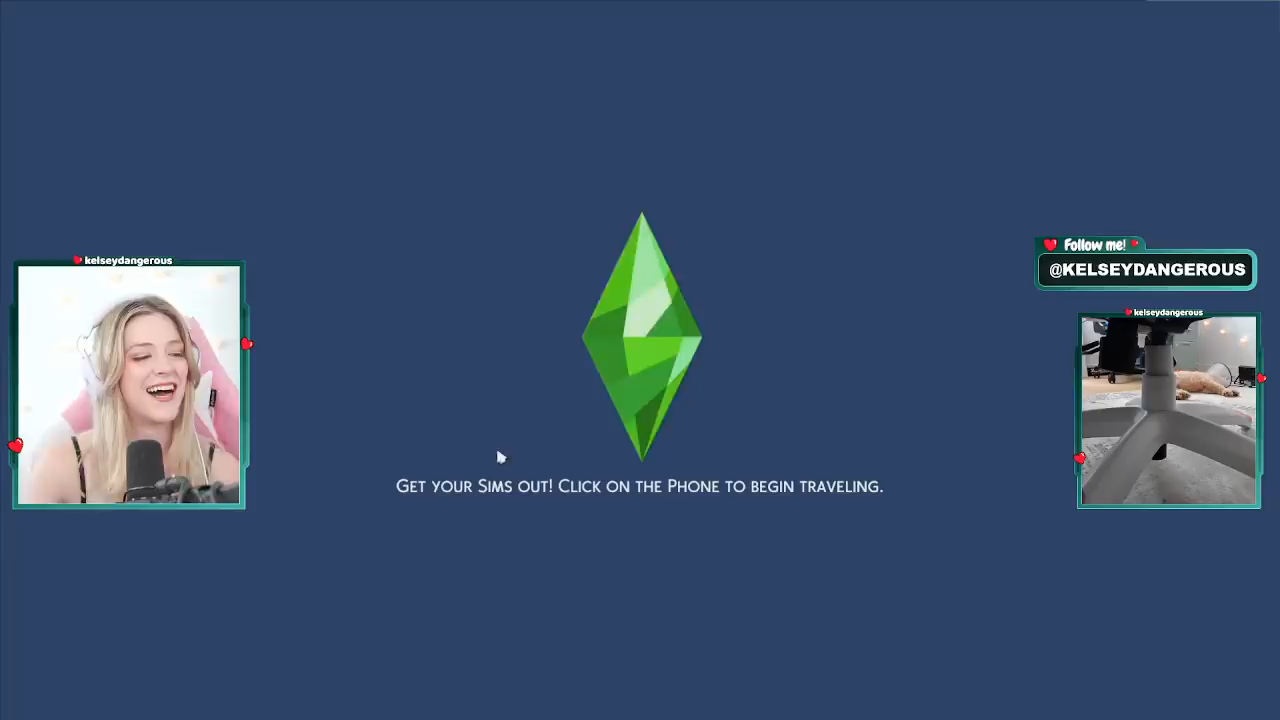 kelseydangerous
Follow me!
@KELSEYDANGEROUS
kelseydangerous
GET YOUR SIMS OUT! CLICK ON THE PHONE TO BEGIN TRAVELING.